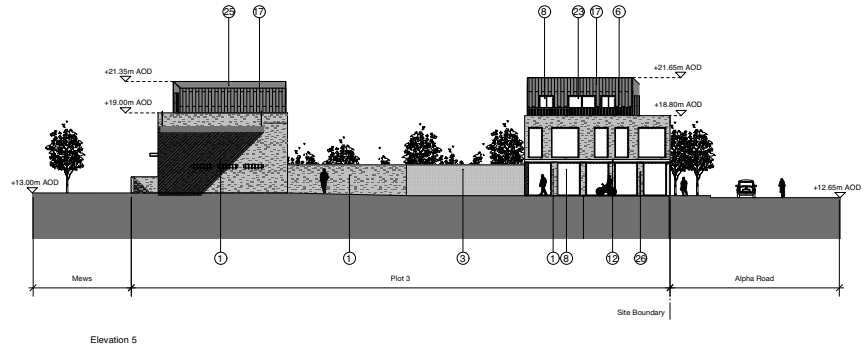 25 17 8 23 17 6
+21.35m AOD
+21.65m AOD
+19.00m AOD
+18.80m AOD
+13.00m AOD
+12.65m AOD
1 1 3 1 8 12 26
Mews Plot 3 Alpha Road
Site Boundary
Elevation 5